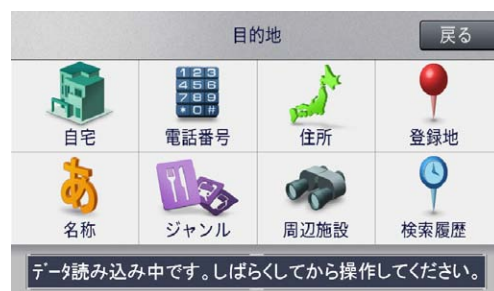 目的地
戻る
自宅
電話番号
住所
登録地
名称
ジャンル
周辺施設
検索履歴
データ読み込み中です。しばらくしてから操作してください。